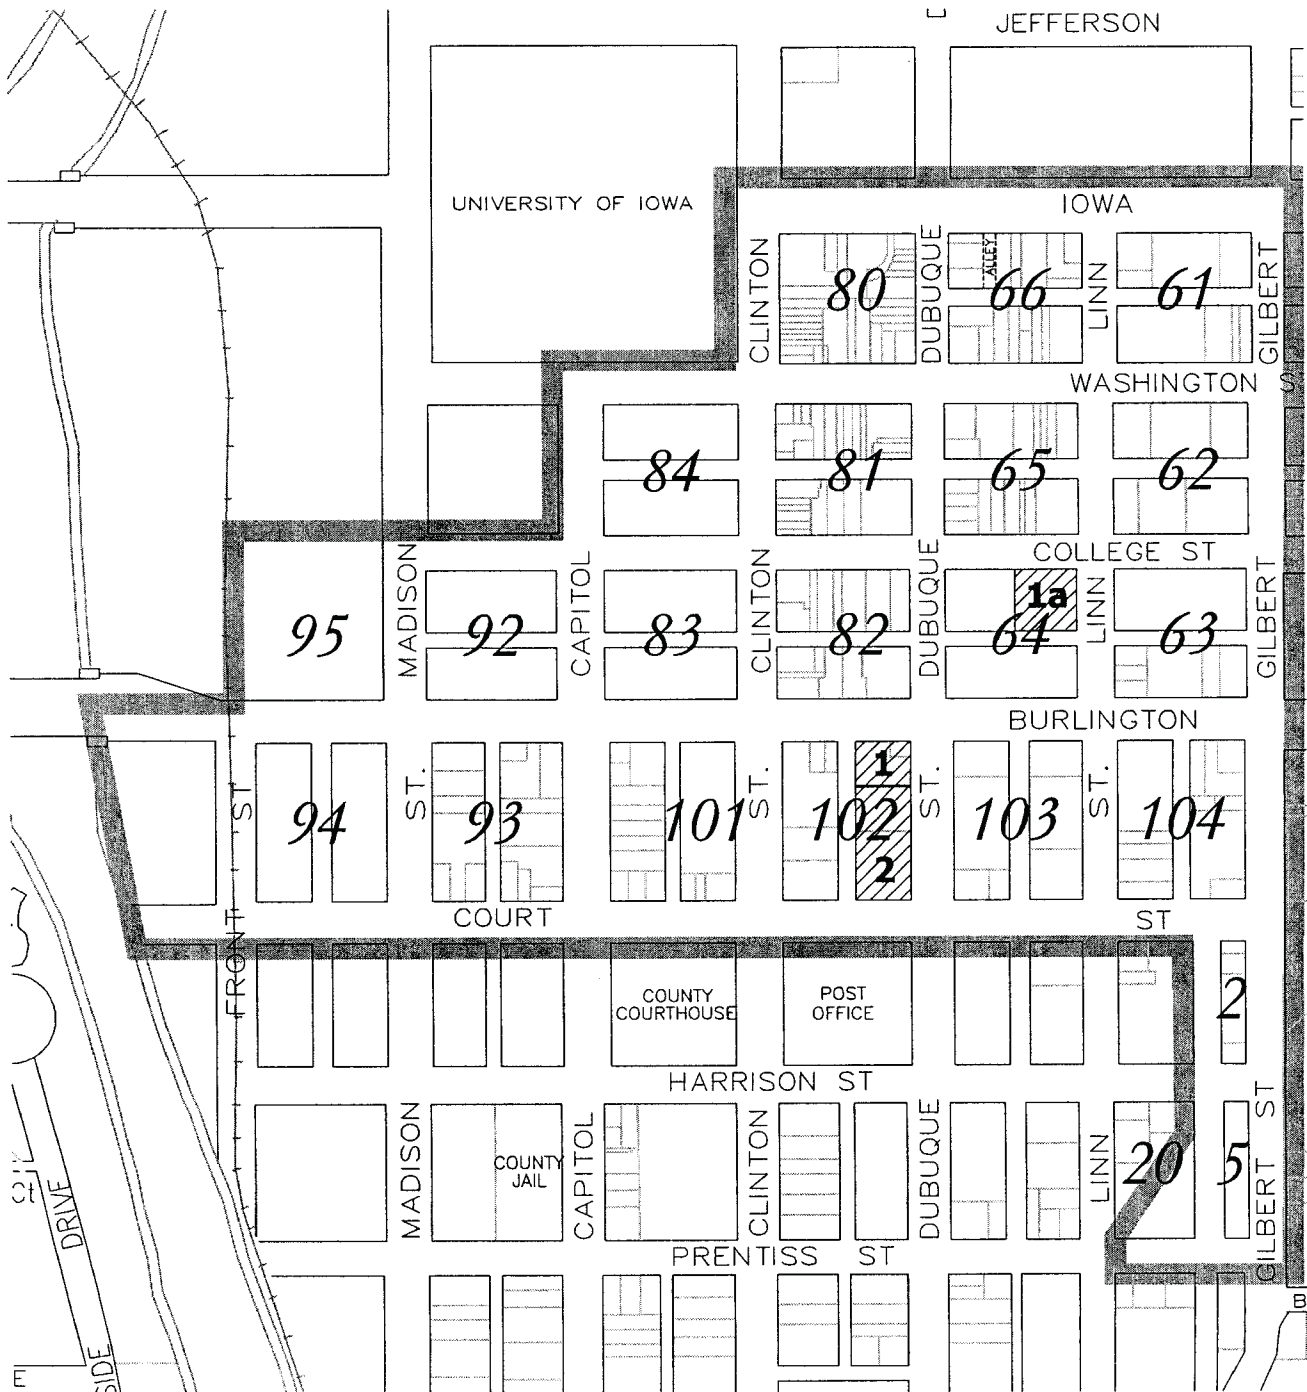 JEFFERSON
UNIVERSITY OF IOWA
IOWA
CLINTON
80
DUBUQUE
ALLEY
66
LINN
61
GILBERT
WASHINGTON S
84
81
65
62
COLLEGE ST
MADISON
CAPITOL
CLINTON
DUBUQUE
LINN
GILBERT
1a
95
92
83
82
64
63
BURLINGTON
ST
94
ST.
93
101
ST.
1
102
2
ST.
103
ST.
104
COURT
ST
FRONT
COUNTY
COURTHOUSE
POST
OFFICE
2
HARRISON ST
MADISON
COUNTY
JAIL
CAPITOL
CLINTON
DUBUQUE
LINN
20
5
GILBERT ST
Ct
DRIVE
PRENTISS ST
B
E
SIDE